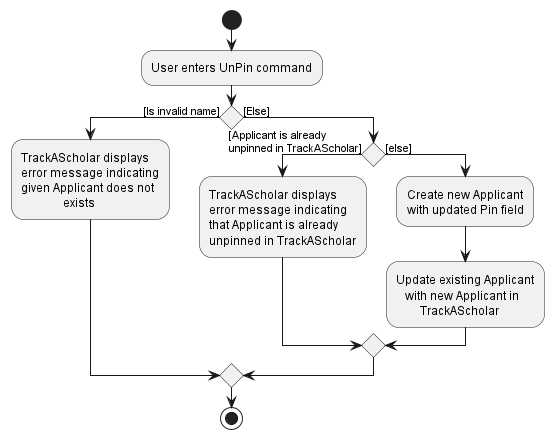 User enters UnPin command
[Is invalid name]
[Else]
TrackAScholar displays
error message indicating
given Applicant does not
exists
[Applicant is already
unpinned in TrackAScholar]
[else]
TrackAScholar displays
error message indicating
that Applicant is already
unpinned in TrackAScholar
Create new Applicant
with updated Pin field
Update existing Applicant
with new Applicant in
TrackAScholar